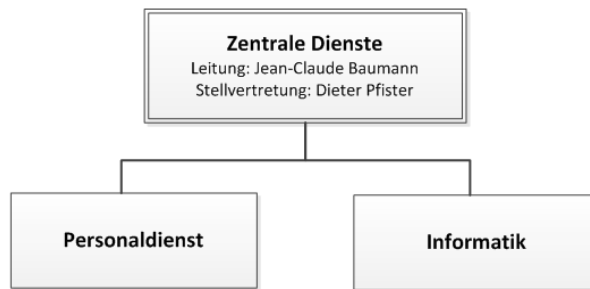 Zentrale Dienste
Leitung: Jean-Claude Baumann
Stellvertretung: Dieter Pfister
Personaldienst
Informatik